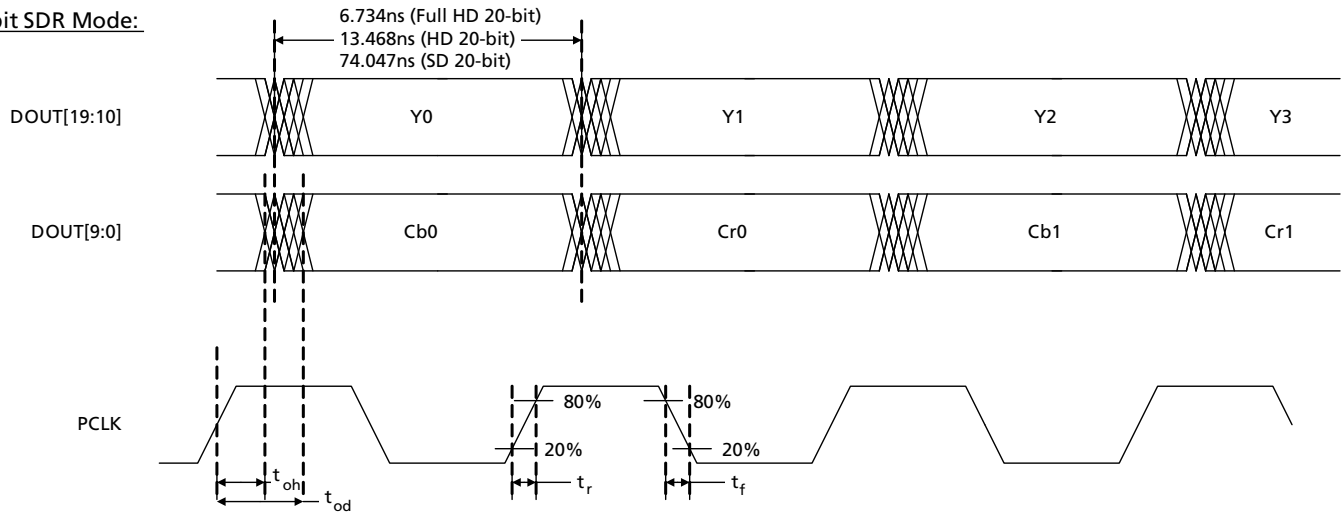 bit SDR Mode:
6.734ns (Full HD 20-bit)
13.468ns (HD 20-bit)
74.047ns (SD 20-bit)
DOUT[19:10]
Y0
Y1
Y2
Y3
DOUT[9:0]
Cb0
Cr0
Cb1
Cr1
PCLK
80%
80%
20%
20%
toh
tod
tr
tf